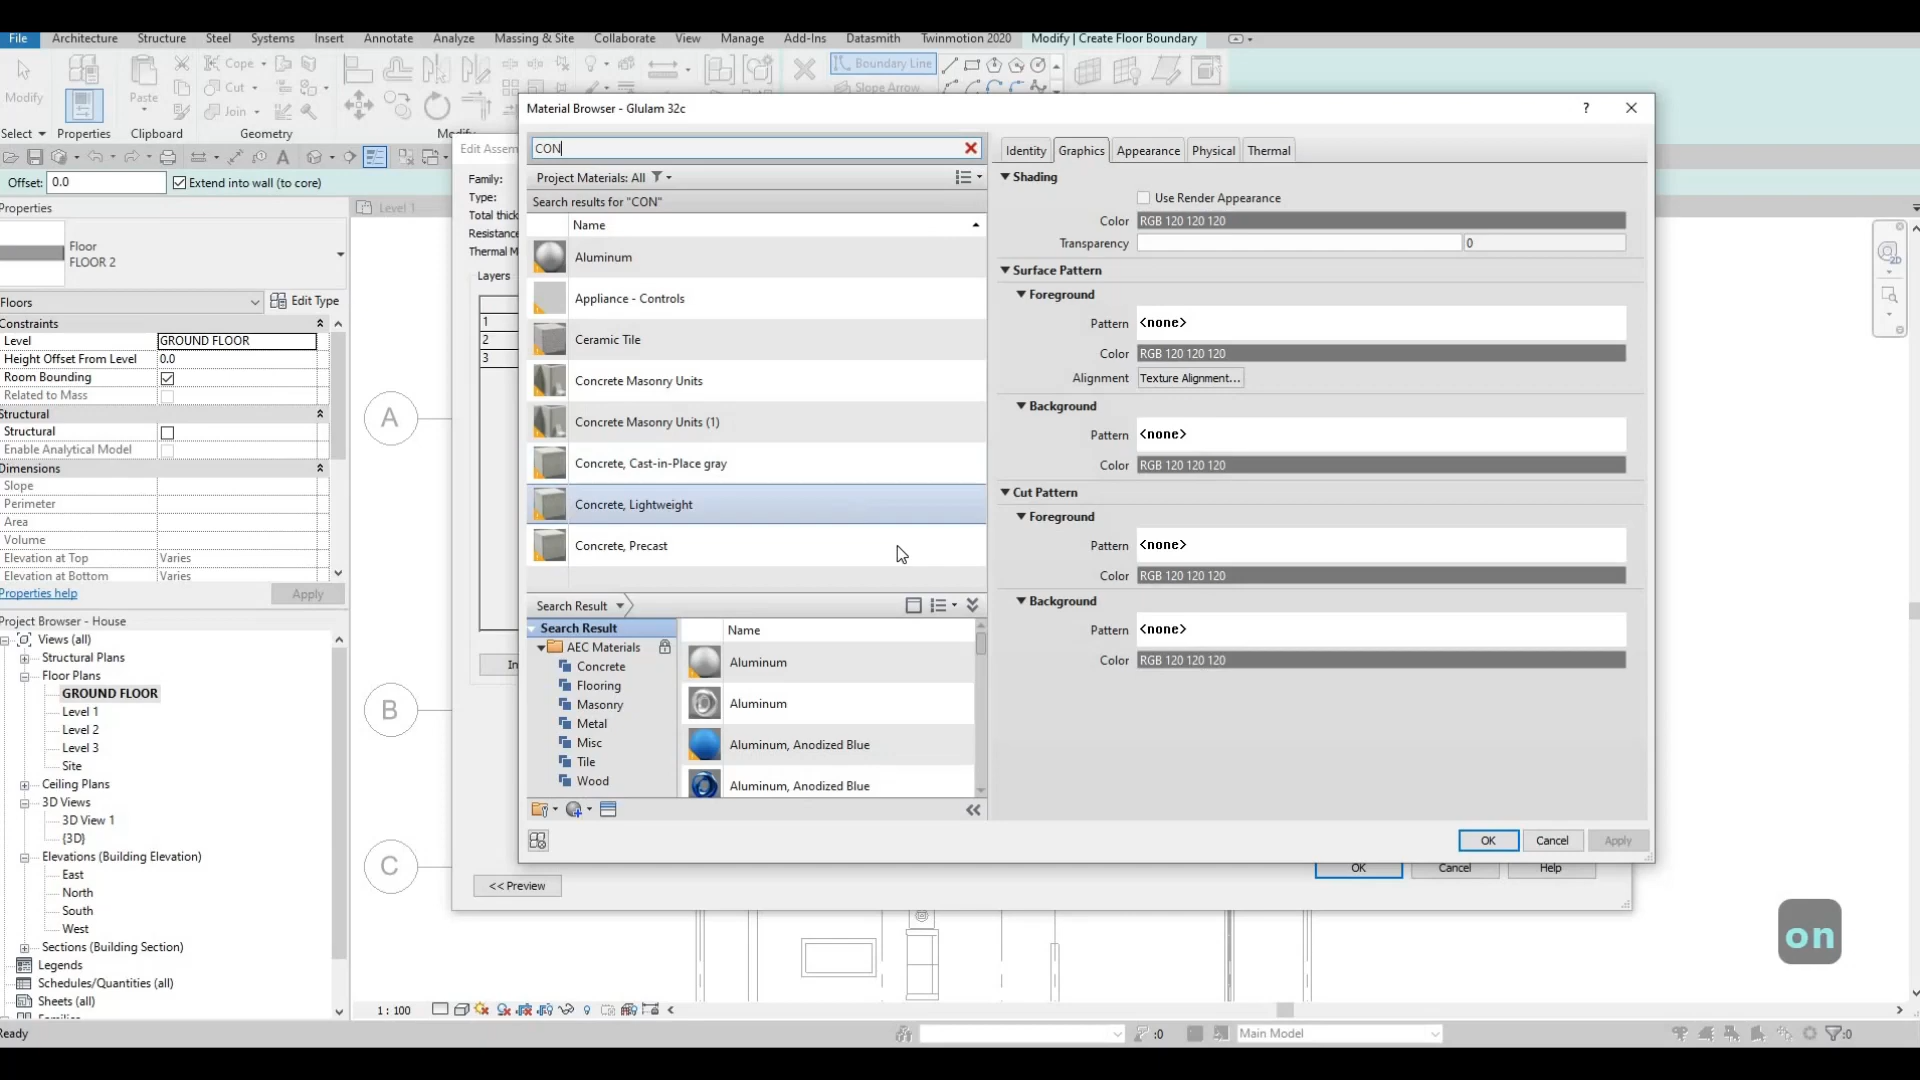 File Architecture Structure Steel Systems Insert Annotate Analyze Massing & Site Collaborate View Manage Add-Ins Datasmith Twinmotion 2020 Modify | Create Floor Boundary
Cope
Boundary Line
Modify
Paste
Cut
Slope Arrow
Join
Select Properties Clipboard Geometry
Offset: 0.0 Extend into wall (to core)
Properties
Level 1
Floor
FLOOR 2
Floors Edit Type
Constraints
Level GROUND FLOOR
Height Offset From Level 0.0
Room Bounding
Related to Mass
Structural
Structural
Enable Analytical Model
Dimensions
Slope
Perimeter
Area
Volume
Elevation at Top Varies
Elevation at Bottom Varies
Properties help Apply
Project Browser - House
Views (all)
Structural Plans
Floor Plans
GROUND FLOOR
Level 1
Level 2
Level 3
Site
Ceiling Plans
3D Views
3D View 1
{3D}
Elevations (Building Elevation)
East
North
South
West
Sections (Building Section)
Legends
Schedules/Quantities (all)
Sheets (all)
A
B
C
Family:
Type:
Layers
1
2
3
<< Preview
OK Cancel Help
Material Browser - Glulam 32c
?
CON
Project Materials: All
Search results for "CON"
Name
Aluminum
Appliance - Controls
Ceramic Tile
Concrete Masonry Units
Concrete Masonry Units (1)
Concrete, Cast-in-Place gray
Concrete, Lightweight
Concrete, Precast
Search Result
Search Result
AEC Materials
Concrete
Flooring
Masonry
Metal
Misc
Tile
Wood
Name
Aluminum
Aluminum
Aluminum, Anodized Blue
Aluminum, Anodized Blue
Identity Graphics Appearance Physical Thermal
Shading
Use Render Appearance
Color RGB 120 120 120
Transparency 0
Surface Pattern
Foreground
Pattern <none>
Color RGB 120 120 120
Alignment Texture Alignment...
Background
Pattern <none>
Color RGB 120 120 120
Cut Pattern
Foreground
Pattern <none>
Color RGB 120 120 120
Background
Pattern <none>
Color RGB 120 120 120
OK Cancel Apply
2D
on
1 : 100
Ready
:0 Main Model :0